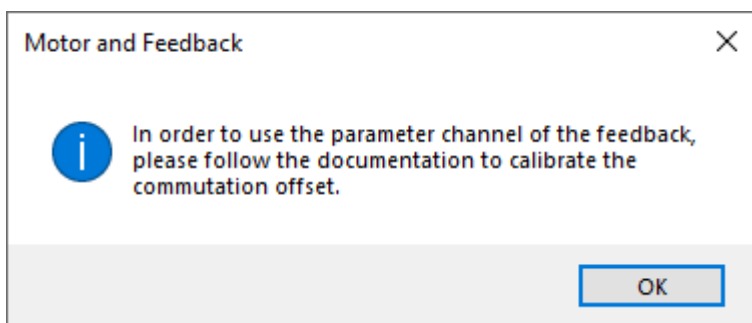 Motor and Feedback
In order to use the parameter channel of the feedback,
please follow the documentation to calibrate the
commutation offset.
OK